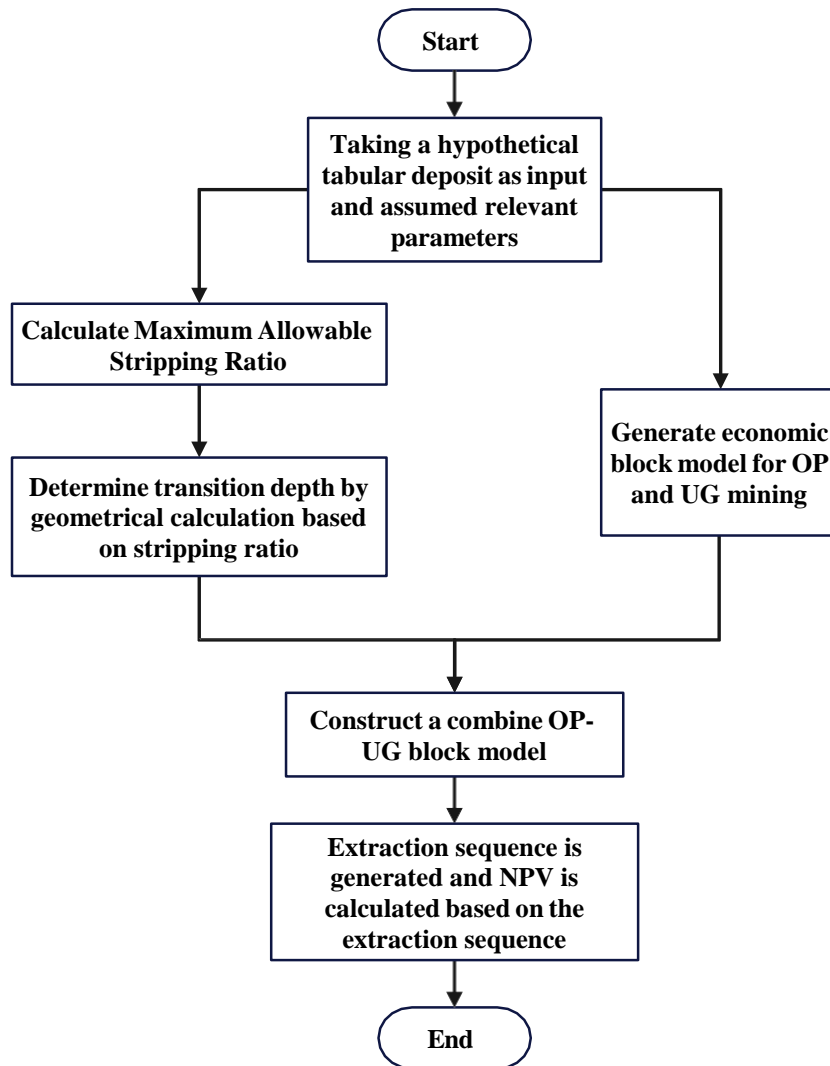 Start
Taking a hypothetical
tabular deposit as input
and assumed relevant
parameters
Calculate Maximum Allowable
Stripping Ratio
Determine transition depth by
geometrical calculation based
on stripping ratio
Generate economic
block model for OP
and UG mining
Construct a combine OP-
UG block model
Extraction sequence is
generated and NPV is
calculated based on the
extraction sequence
End